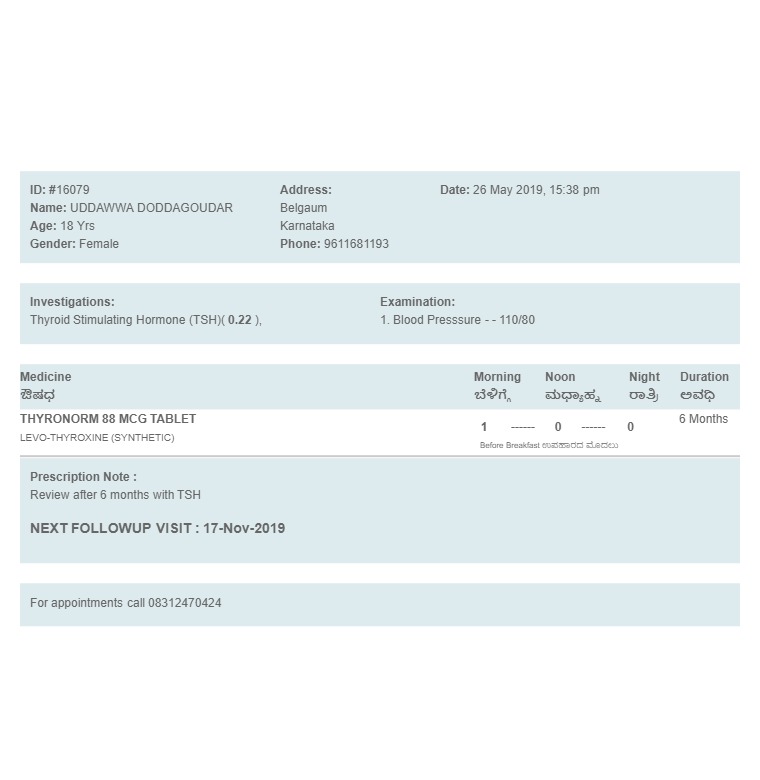 ID: #16079
Name: UDDAWWA DODDAGOUDAR
Age: 18 Yrs
Gender: Female
Address:
Belgaum
Karnataka
Phone: 9611681193
Date: 26 May 2019, 15:38 pm
Investigations:
Thyroid Stimulating Hormone (TSH)( 0.22 ),
Examination:
1. Blood Presssure - - 110/80
Medicine Morning Noon Night Duration
ಔಷಧ ಬೆಳಿಗ್ಗೆ ಮಧ್ಯಾಹ್ನ ರಾತ್ರಿ ಅವಧಿ
THYRONORM 88 MCG TABLET 6 Months
1 ------ 0 ------ 0
LEVO-THYROXINE (SYNTHETIC)
Before Breakfast ಉಪಹಾರದ ಮೊದಲು
Prescription Note :
Review after 6 months with TSH
NEXT FOLLOWUP VISIT : 17-Nov-2019
For appointments call 08312470424